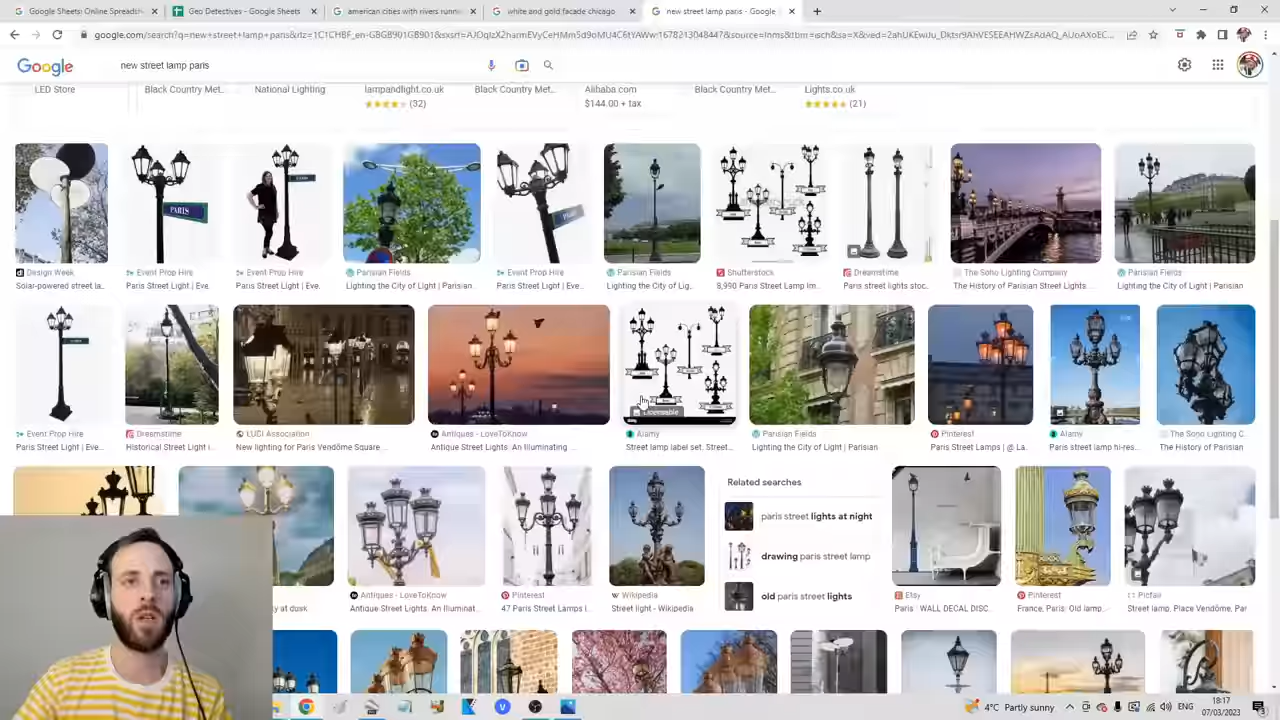 Google Sheets: Online Spreadsh
Geo Detectives - Google Sheets
american cities with rivers runnin
white and gold facade chicago
new street lamp paris - Google
Google
new street lamp paris
LED Store
Black Country Met...
National Lighting
lampandlight.co.uk
(32)
Black Country Met...
Alibaba.com
$144.00 + tax
Black Country Met...
Lights.co.uk
(21)
PARIS
Design Week
Solar-powered street la...
Event Prop Hire
Paris Street Light | Eve...
Event Prop Hire
Paris Street Light | Eve...
Parisian Fields
Lighting the City of Light | Parisian...
Event Prop Hire
Paris Street Light | Eve...
Parisian Fields
Lighting the City of Lig...
Shutterstock
8,990 Paris Street Lamp Im...
Dreamstime
Paris street lights stoc...
The Soho Lighting Company
The History of Parisian Street Lights...
Parisian Fields
Lighting the City of Light | Parisian
Licensable
Event Prop Hire
Paris Street Light | Eve...
Dreamstime
Historical Street Light i...
LUCI Association
New lighting for Paris Vendôme Square ...
Antiques - LoveToKnow
Antique Street Lights: An Illuminating ...
Alamy
Street lamp label set. Street...
Parisian Fields
Lighting the City of Light | Parisian
Pinterest
Paris Street Lamps | @ La...
Alamy
Paris street lamp hi-res...
The Soho Lighting C...
The History of Parisian
Related searches
paris street lights at night
drawing paris street lamp
old paris street lights
y at dusk
Antiques - LoveToKnow
Antique Street Lights: An Illuminat...
Pinterest
47 Paris Street Lamps i...
Wikipedia
Street light - Wikipedia
Etsy
Paris : WALL DECAL DISC...
Pinterest
France, Paris: Old lamp,...
Picfair
Street lamp, Place Vendôme, Par
4°C Partly sunny
ENG
18:17
07/03/2023